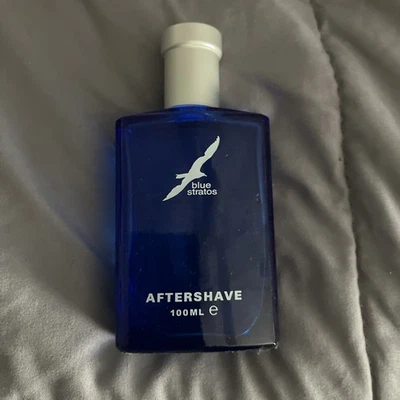 blue
stratos
AFTERSHAVE
100ML e